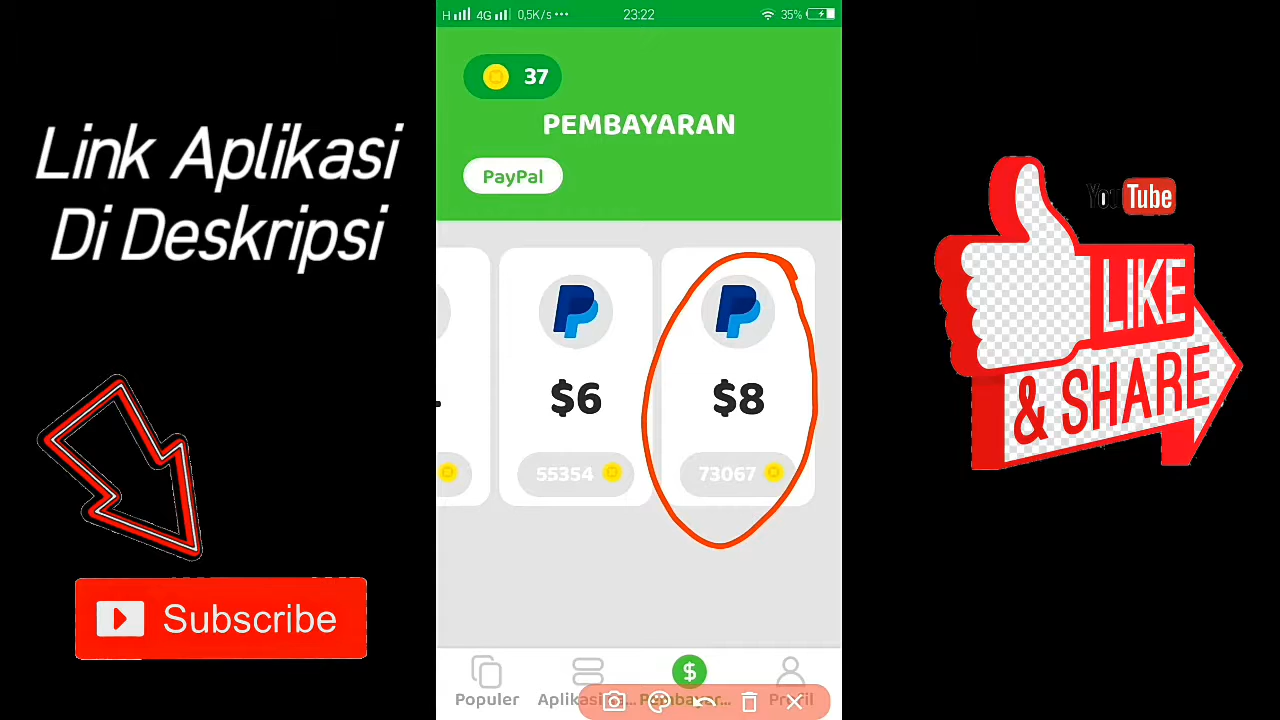 Link Aplikasi
Di Deskripsi
Subscribe
H 4G 0,5K/s ••• 23:22 35%
37
PEMBAYARAN
PayPal
$6
$8
55354
73067
Populer
Profil
YouTube
LIKE
& SHARE